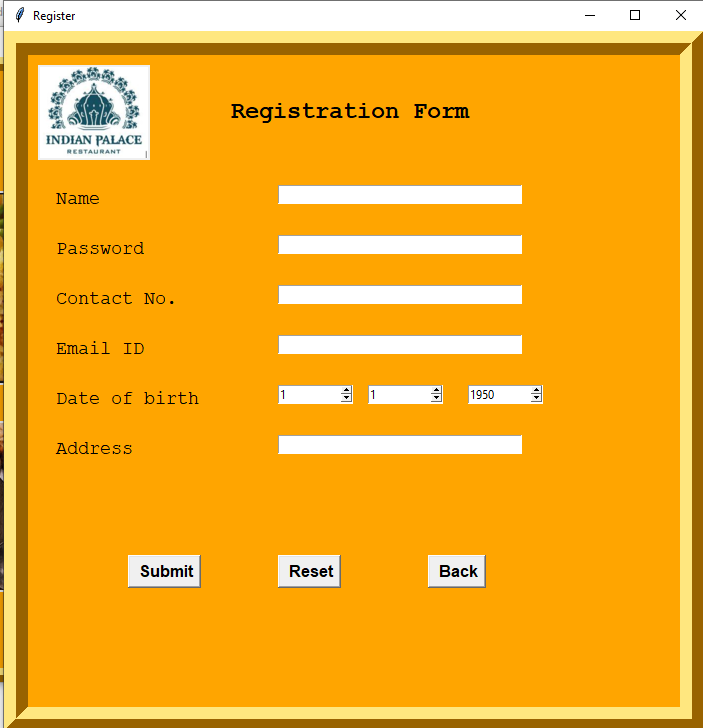 Register
Registration Form
INDIAN PALACE
RESTAURANT
Name
Password
Contact No.
Email ID
Date of birth 1 1 1950
Address
Submit Reset Back